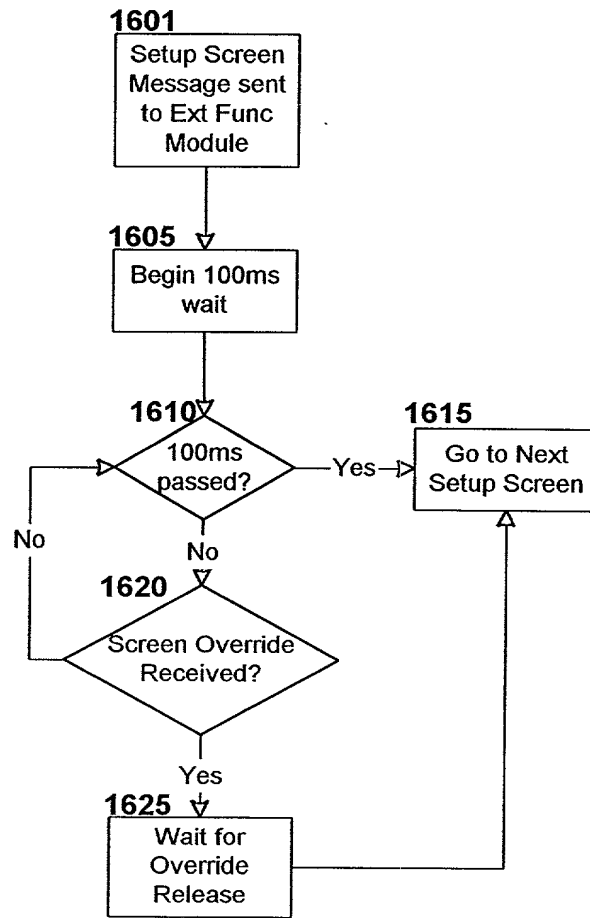 1601
Setup Screen
Message sent
to Ext Func
Module
1605
Begin 100ms
wait
1610
100ms
passed?
Yes
1615
Go to Next
Setup Screen
No
No
1620
Screen Override
Received?
Yes
1625
Wait for
Override
Release